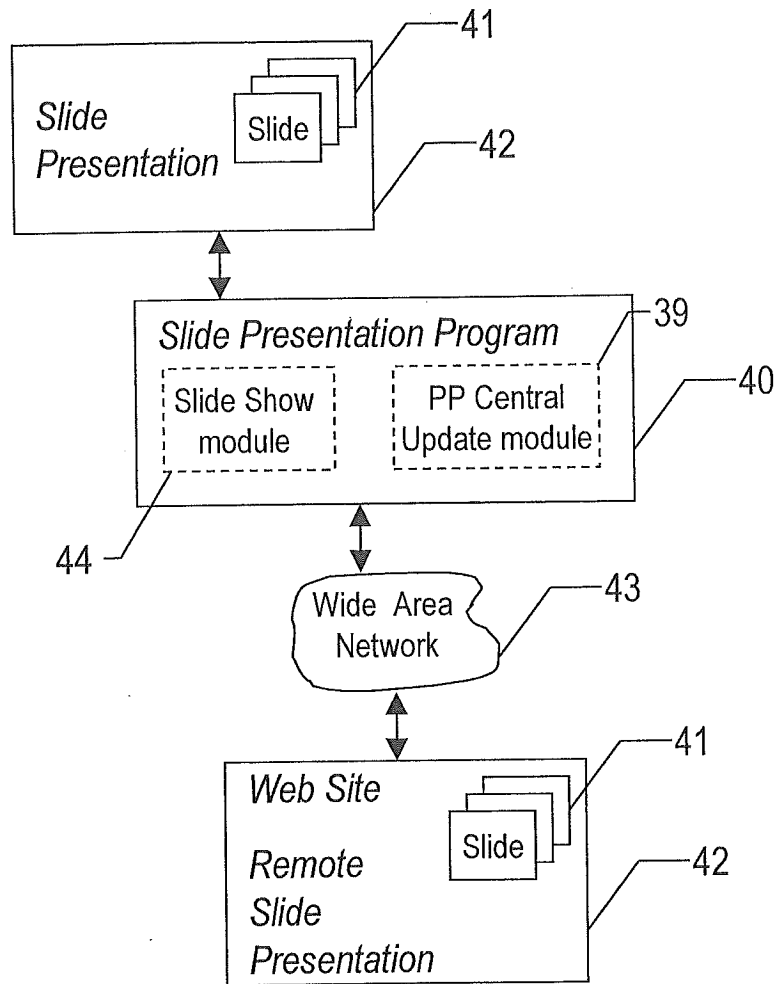 41
Slide
Presentation
Slide
42
Slide Presentation Program
39
Slide Show
module
PP Central
Update module
40
44
Wide Area
Network
43
Web Site
Remote
Slide
Presentation
Slide
41
42